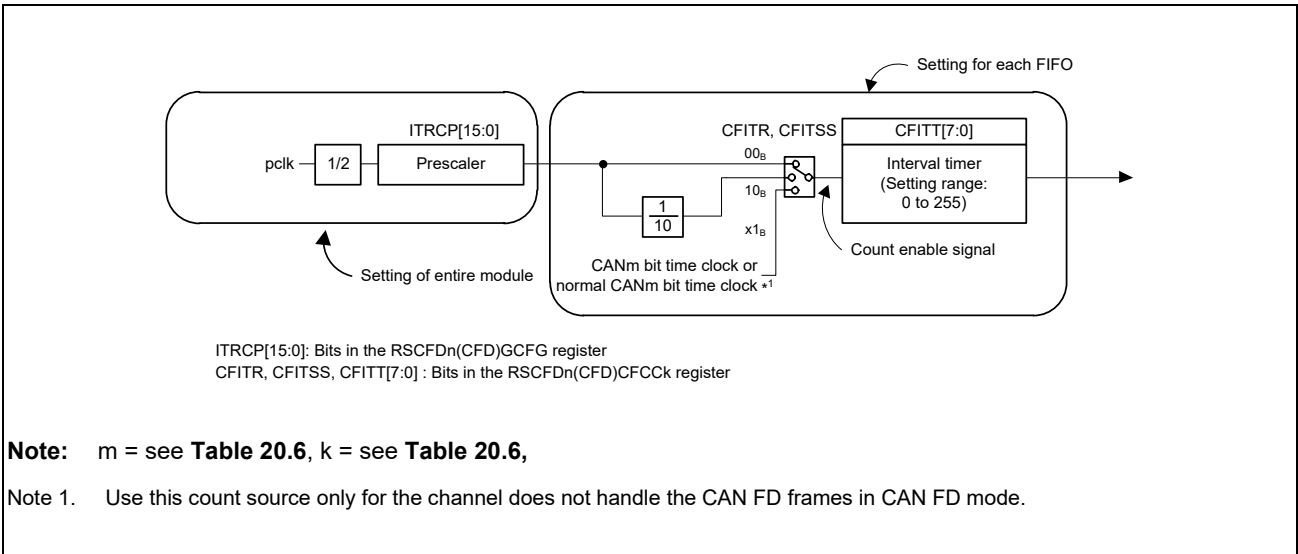 Setting for each FIFO
ITRCP[15:0]
pclk
1/2
Prescaler
Setting of entire module
CFITR, CFITSS
00B
10B
x1B
1
10
CANm bit time clock or
normal CANm bit time clock *1
CFITT[7:0]
Interval timer
(Setting range:
0 to 255)
Count enable signal
ITRCP[15:0]: Bits in the RSCFDn(CFD)GCFG register
CFITR, CFITSS, CFITT[7:0] : Bits in the RSCFDn(CFD)CFCCk register
Note: m = see Table 20.6, k = see Table 20.6,
Note 1. Use this count source only for the channel does not handle the CAN FD frames in CAN FD mode.